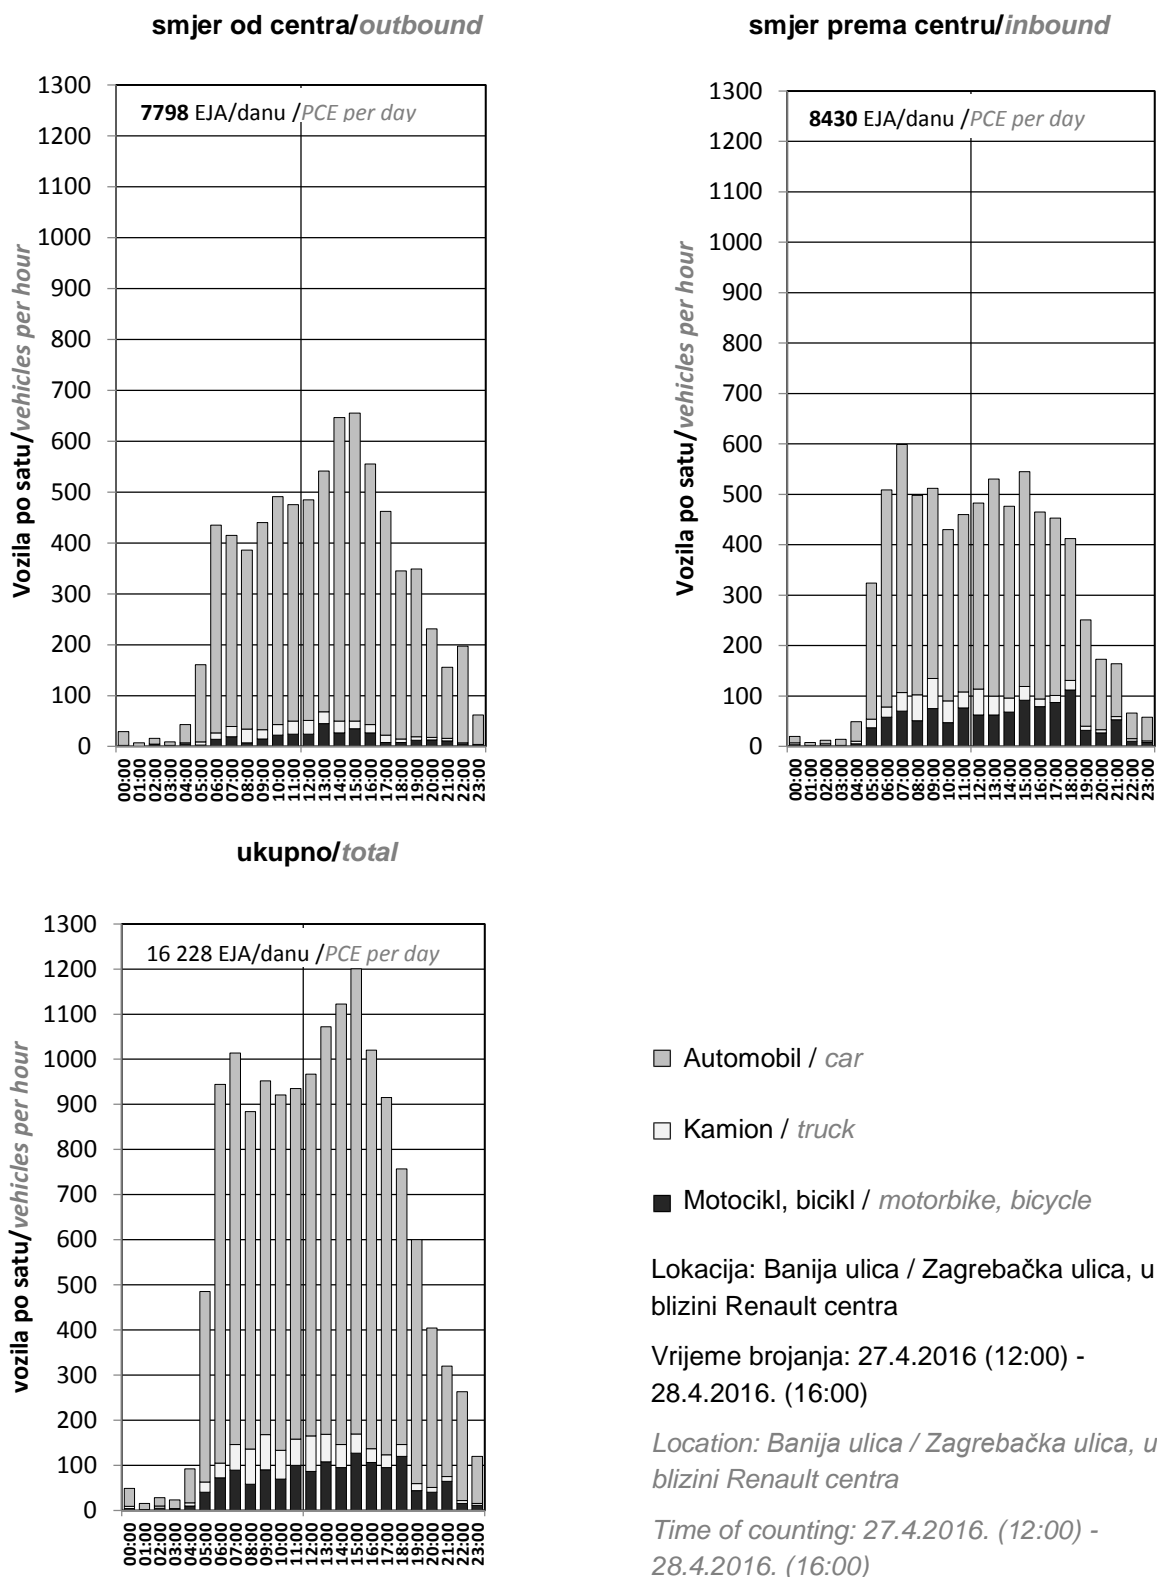 smjer od centra/outbound
1300
1200
1100
1000
900
800
700
600
500
400
300
200
100
0
Vozila po satu/vehicles per hour
7798 EJA/danu /PCE per day
00:00 01:00 02:00 03:00 04:00 05:00 06:00 07:00 08:00 09:00 10:00 11:00 12:00 13:00 14:00 15:00 16:00 17:00 18:00 19:00 20:00 21:00 22:00 23:00
smjer prema centru/inbound
1300
1200
1100
1000
900
800
700
600
500
400
300
200
100
0
Vozila po satu/vehicles per hour
8430 EJA/danu /PCE per day
00:00 01:00 02:00 03:00 04:00 05:00 06:00 07:00 08:00 09:00 10:00 11:00 12:00 13:00 14:00 15:00 16:00 17:00 18:00 19:00 20:00 21:00 22:00 23:00
ukupno/total
1300
1200
1100
1000
900
800
700
600
500
400
300
200
100
0
vozila po satu/vehicles per hour
16 228 EJA/danu /PCE per day
00:00 01:00 02:00 03:00 04:00 05:00 06:00 07:00 08:00 09:00 10:00 11:00 12:00 13:00 14:00 15:00 16:00 17:00 18:00 19:00 20:00 21:00 22:00 23:00
Automobil / car
Kamion / truck
Motocikl, bicikl / motorbike, bicycle
Lokacija: Banija ulica / Zagrebačka ulica, u
blizini Renault centra
Vrijeme brojanja: 27.4.2016 (12:00) -
28.4.2016. (16:00)
Location: Banija ulica / Zagrebačka ulica, u
blizini Renault centra
Time of counting: 27.4.2016. (12:00) -
28.4.2016. (16:00)